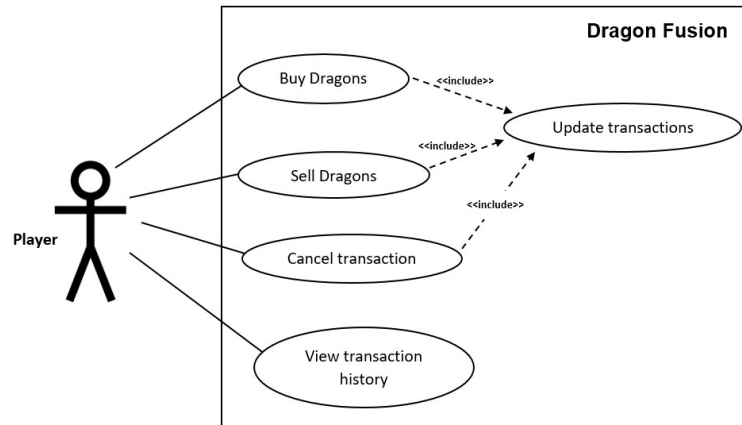 Dragon Fusion
Buy Dragons
<<include>>
Update transactions
<<include>>
Sell Dragons
<<include>>
Player
Cancel transaction
View transaction
history